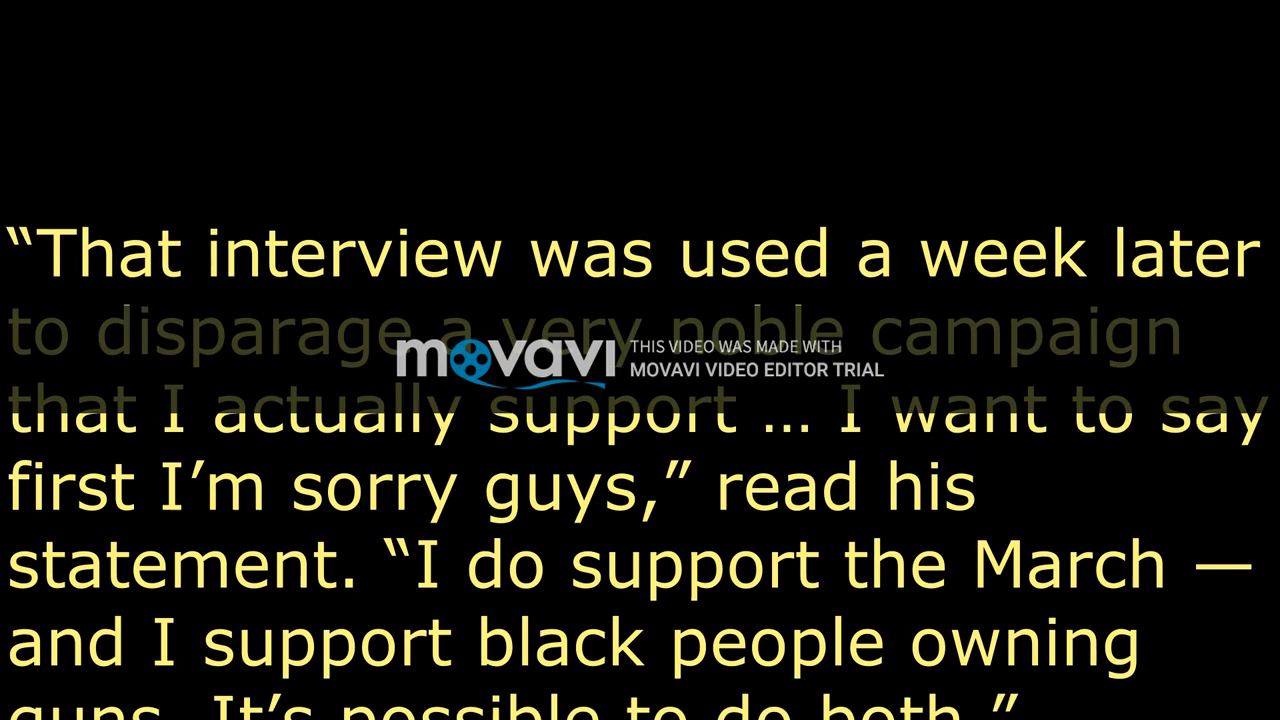 “That interview was used a week later
to disparage a very noble campaign
movavi
THIS VIDEO WAS MADE WITH
MOVAVI VIDEO EDITOR TRIAL
that I actually support … I want to say
first I’m sorry guys,” read his
statement. “I do support the March —
and I support black people owning
guns. It’s possible to do both.”